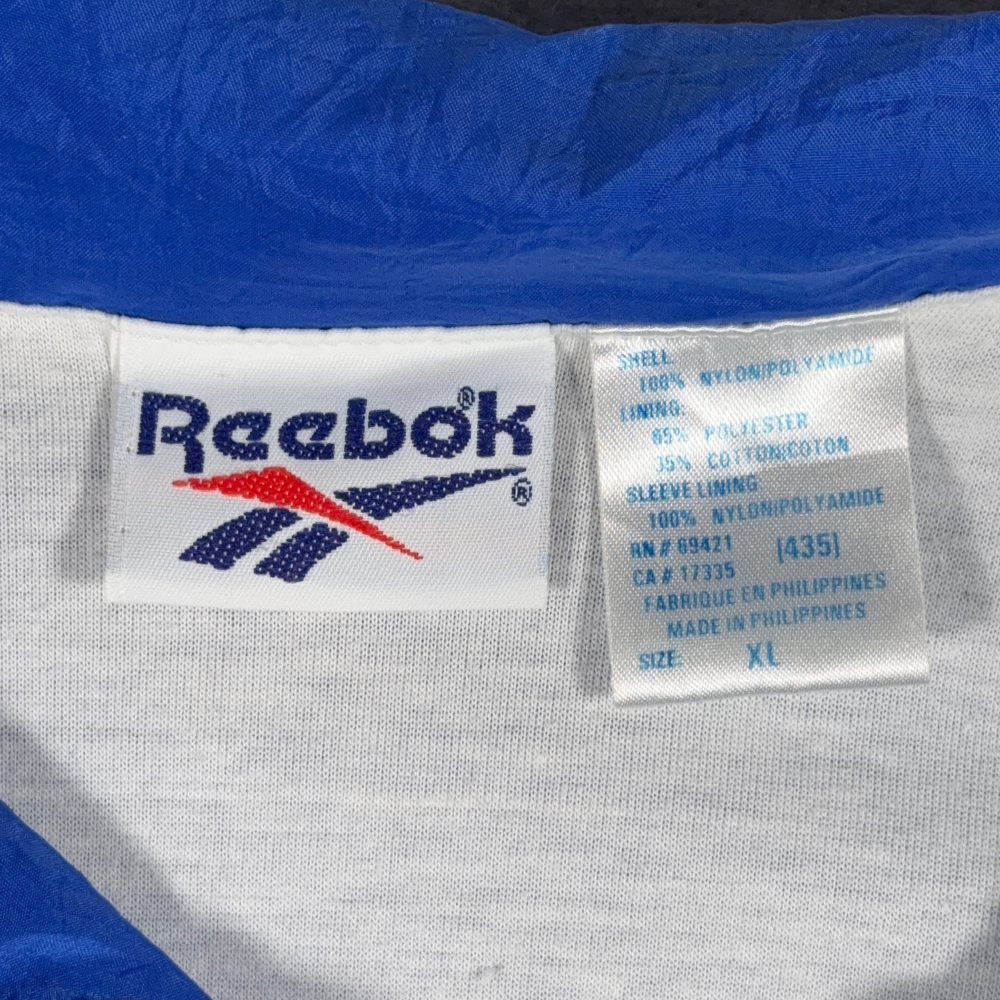 Reebok®
®
SHELL:
100% NYLON/POLYAMIDE
LINING:
65% POLYESTER
35% COTTON/COTON
SLEEVE LINING
100% NYLON/POLYAMIDE
RN # 69421 [435]
CA # 17335
FABRIQUE EN PHILIPPINES
MADE IN PHILIPPINES
SIZE: XL